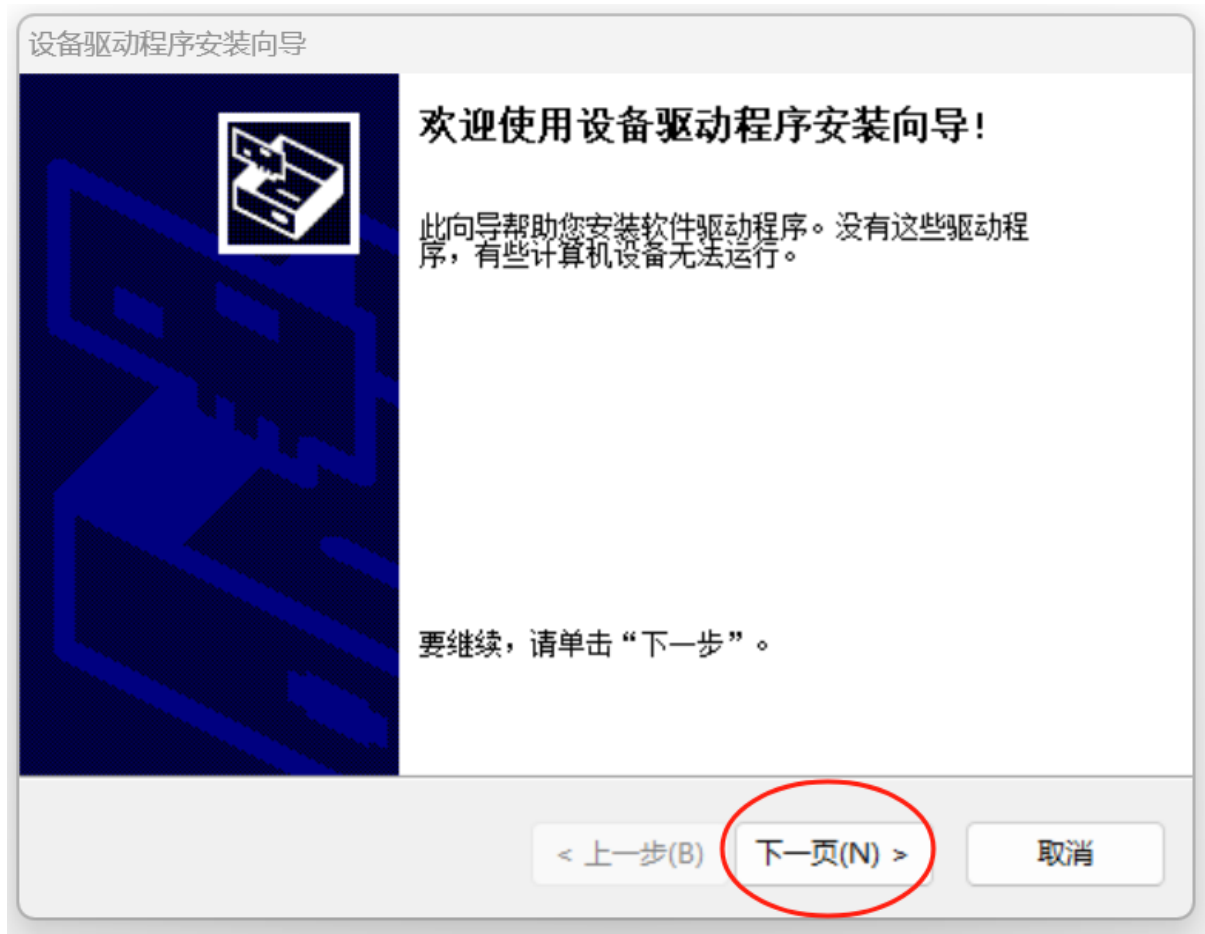 设备驱动程序安装向导
欢迎使用设备驱动程序安装向导!
此向导帮助您安装软件驱动程序。没有这些驱动程
序，有些计算机设备无法运行。
要继续，请单击“下一步”。
< 上一步(B) 下一页(N) > 取消